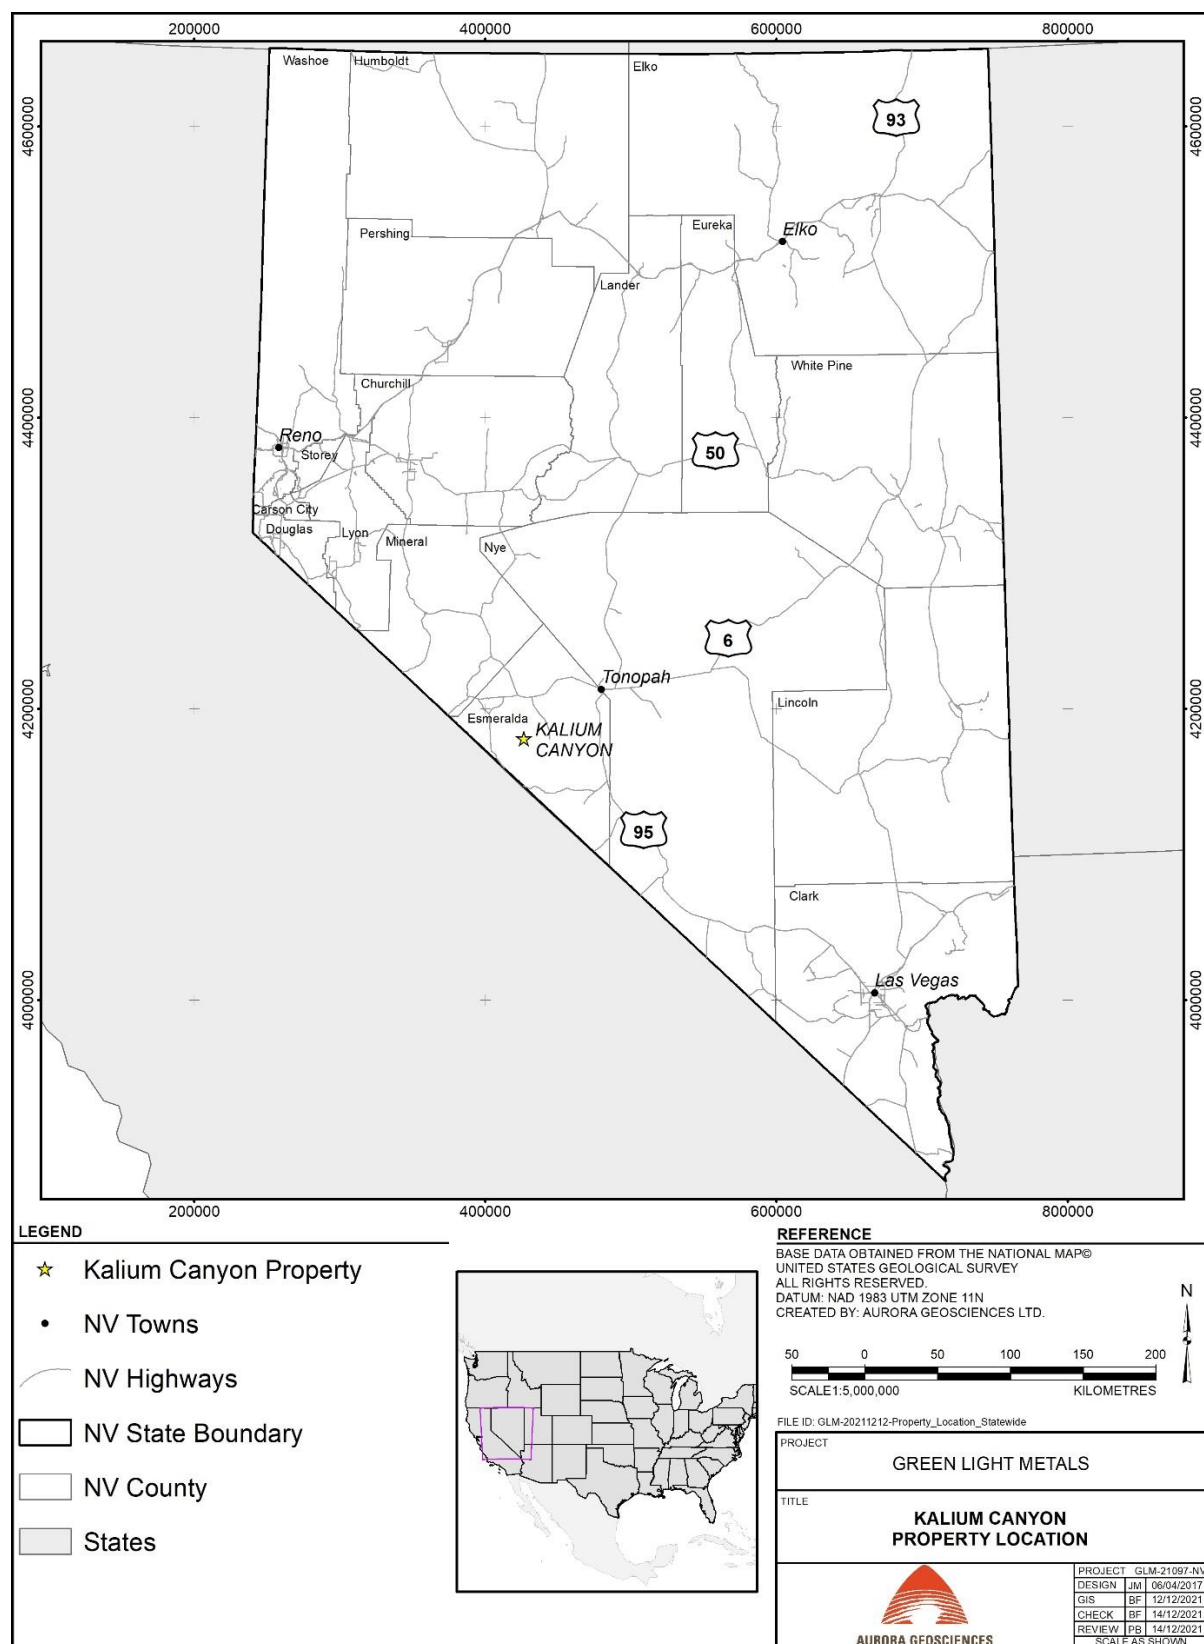 200000 400000 600000 800000
Washoe Humboldt Elko
93
4600000 4600000
Pershing Eureka Elko
Lander
Churchill White Pine
4400000 4400000
Reno
Storey 50
Carson City
Douglas Lyon Mineral Nye
6
Tonopah
4200000 Lincoln 4200000
Esmeralda
KALIUM
CANYON
95
Clark
Las Vegas
4000000 4000000
200000 400000 600000 800000
LEGEND
Kalium Canyon Property
NV Towns
NV Highways
NV State Boundary
NV County
States
REFERENCE
BASE DATA OBTAINED FROM THE NATIONAL MAP©
UNITED STATES GEOLOGICAL SURVEY
ALL RIGHTS RESERVED.
DATUM: NAD 1983 UTM ZONE 11N
CREATED BY: AURORA GEOSCIENCES LTD.
N
50 0 50 100 150 200
SCALE1:5,000,000 KILOMETRES
FILE ID: GLM-20211212-Property_Location_Statewide
PROJECT
GREEN LIGHT METALS
TITLE
KALIUM CANYON
PROPERTY LOCATION
AURORA GEOSCIENCES
PROJECT GLM-21097-NV
DESIGN JM 06/04/2017
GIS BF 12/12/2021
CHECK BF 14/12/2021
REVIEW PB 14/12/2021
SCALE AS SHOWN